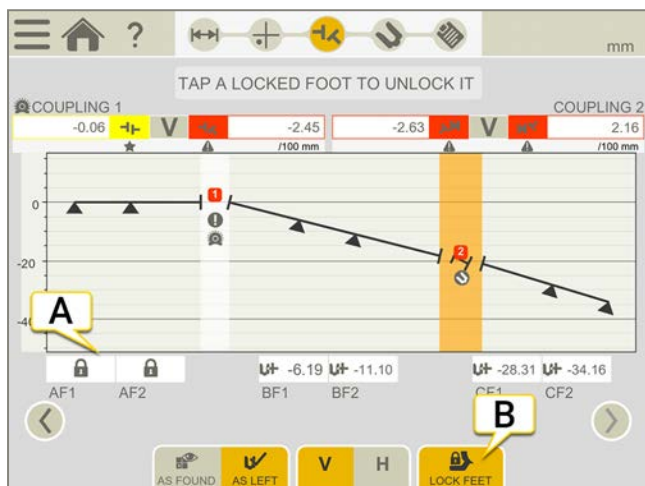 ?
mm
TAP A LOCKED FOOT TO UNLOCK IT
COUPLING 1 COUPLING 2
-0.06 V -2.45 -2.63 V 2.16
/100 mm /100 mm
0
1
-20
2
-40
A
-6.19 -11.10 -28.31 -34.16
AF1 AF2 BF1 BF2 CF1 CF2
B
V H
AS FOUND AS LEFT LOCK FEET